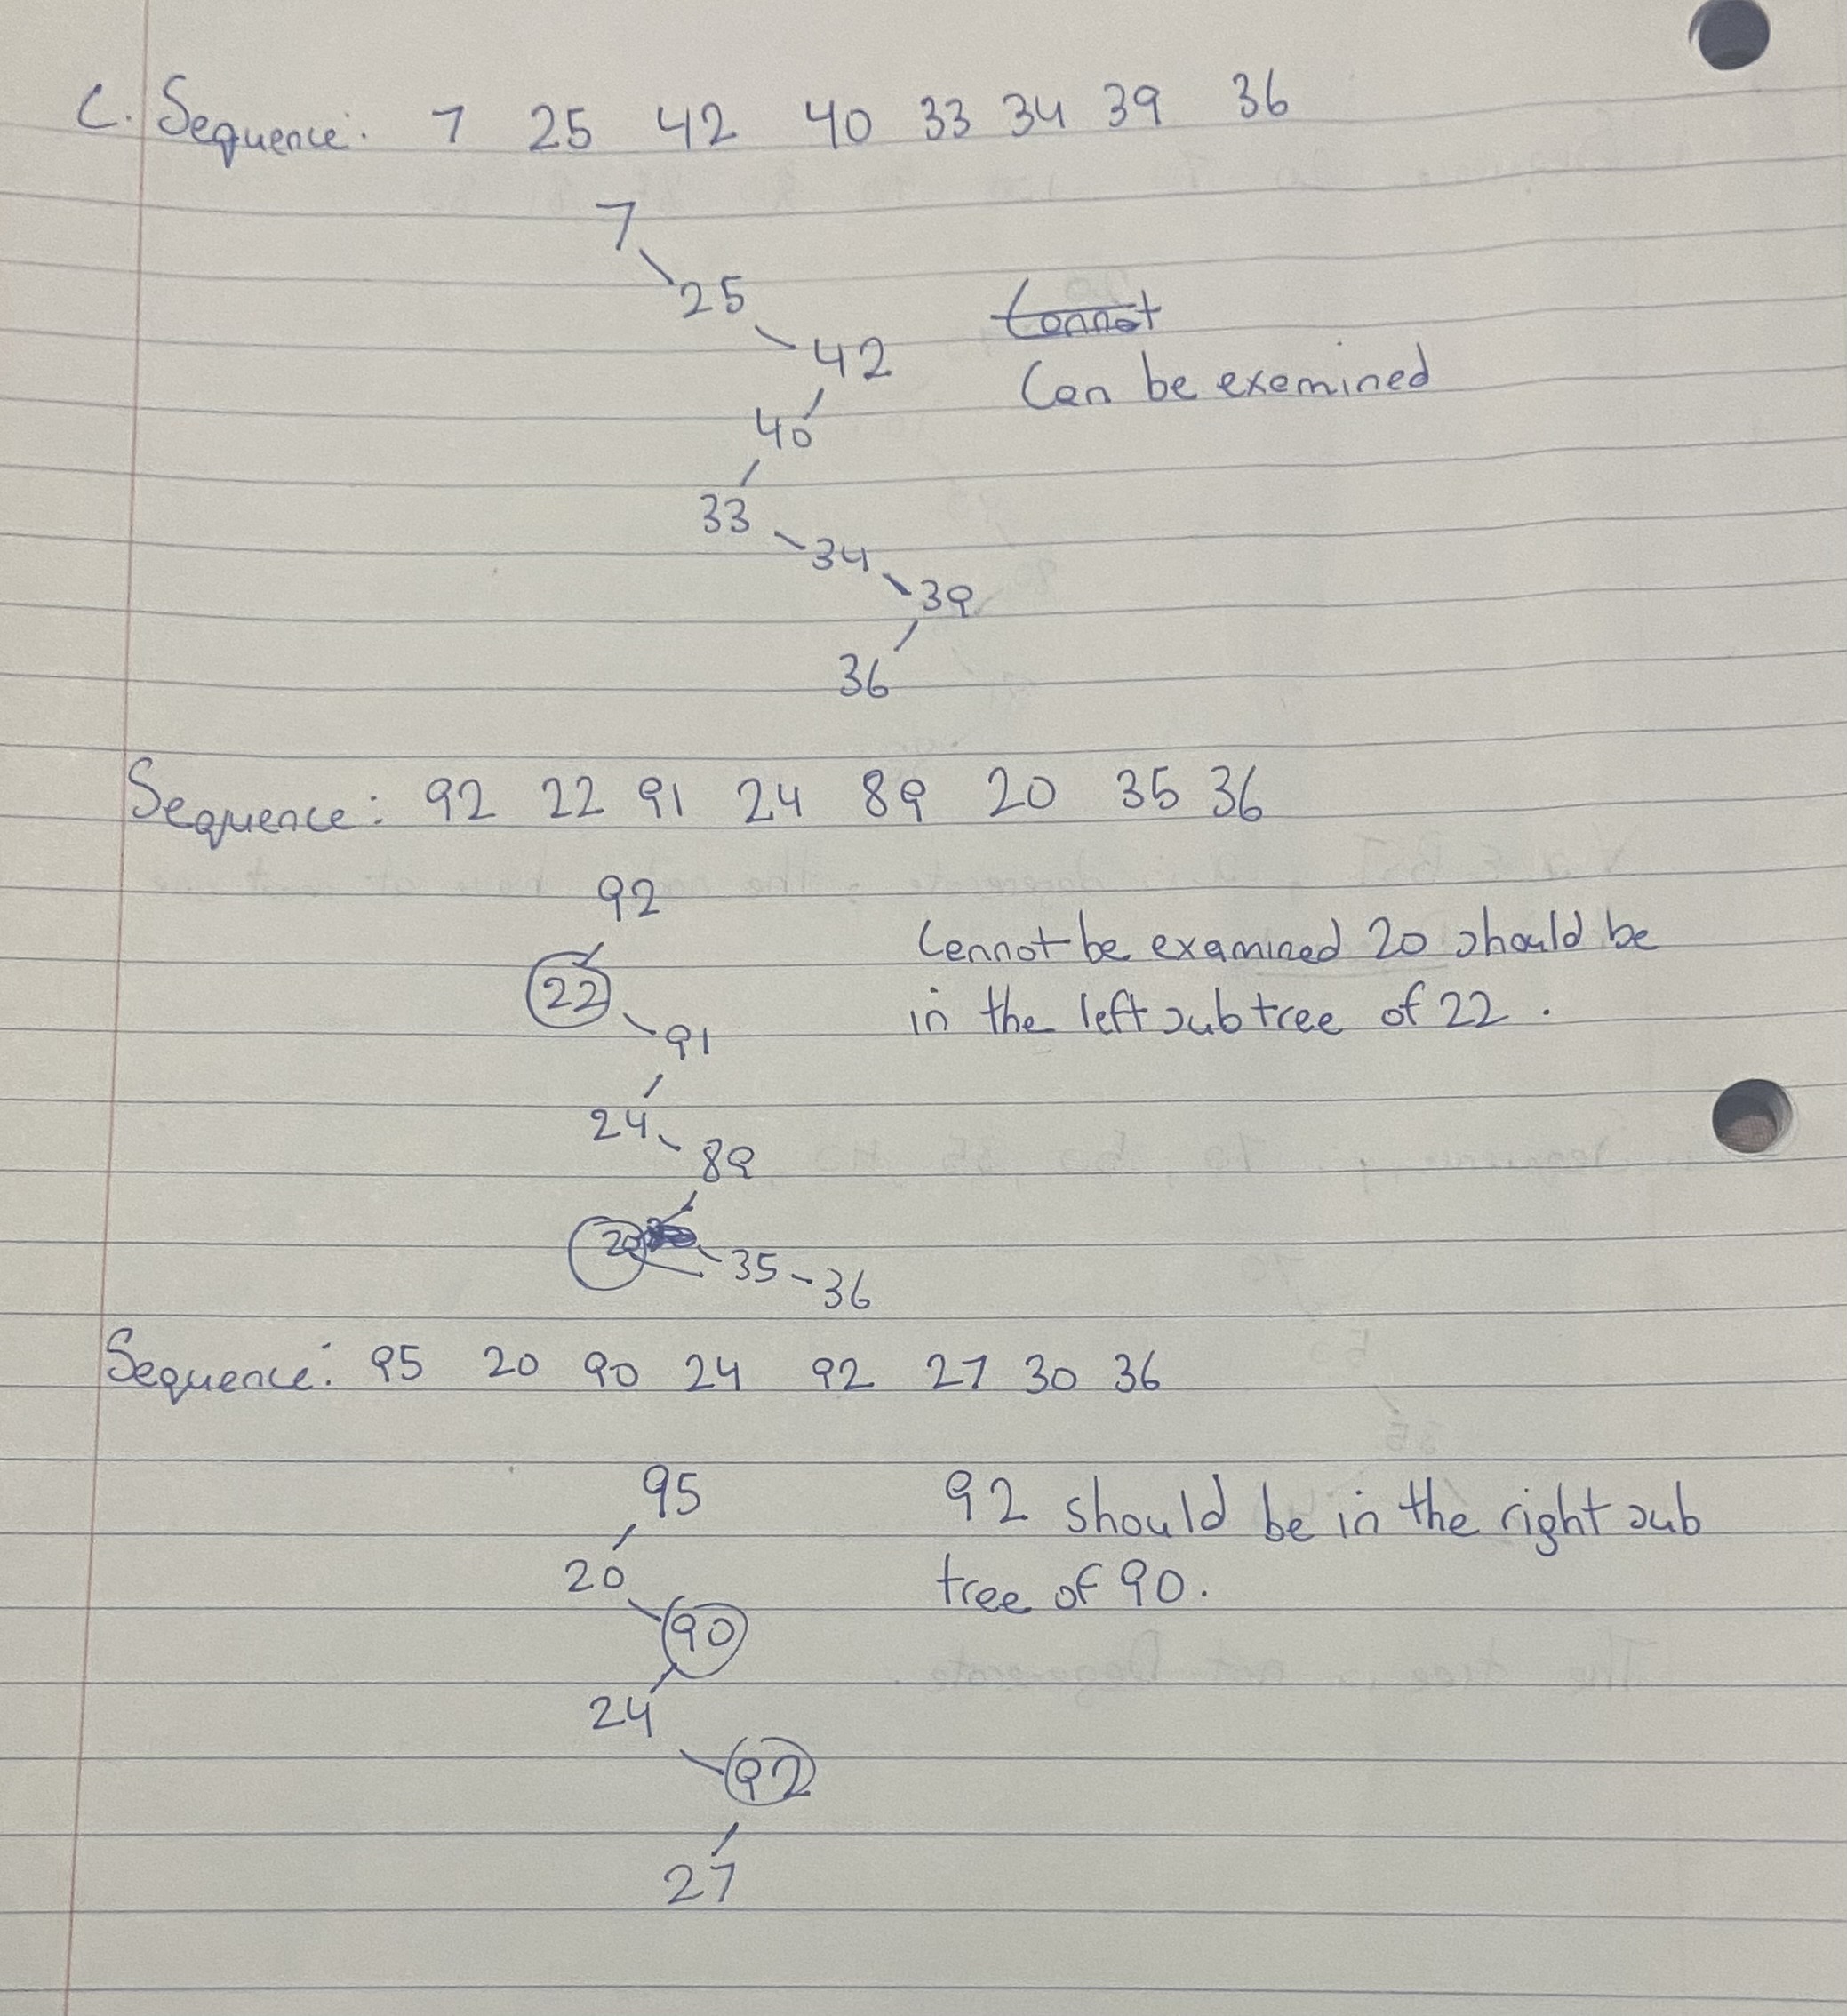 C. Sequence: 7 25 42 40 33 34 39 36
7
25
42
Cannot
Can be examined
40
33
34
39
36
Sequence: 92 22 91 24 89 20 35 36
92
Cannot be examined 20 should be
22
in the left subtree of 22.
91
24
89
20
35 36
Sequence: 95 20 90 24 92 27 30 36
95
92 should be in the right sub
20
tree of 90.
90
24
92
27